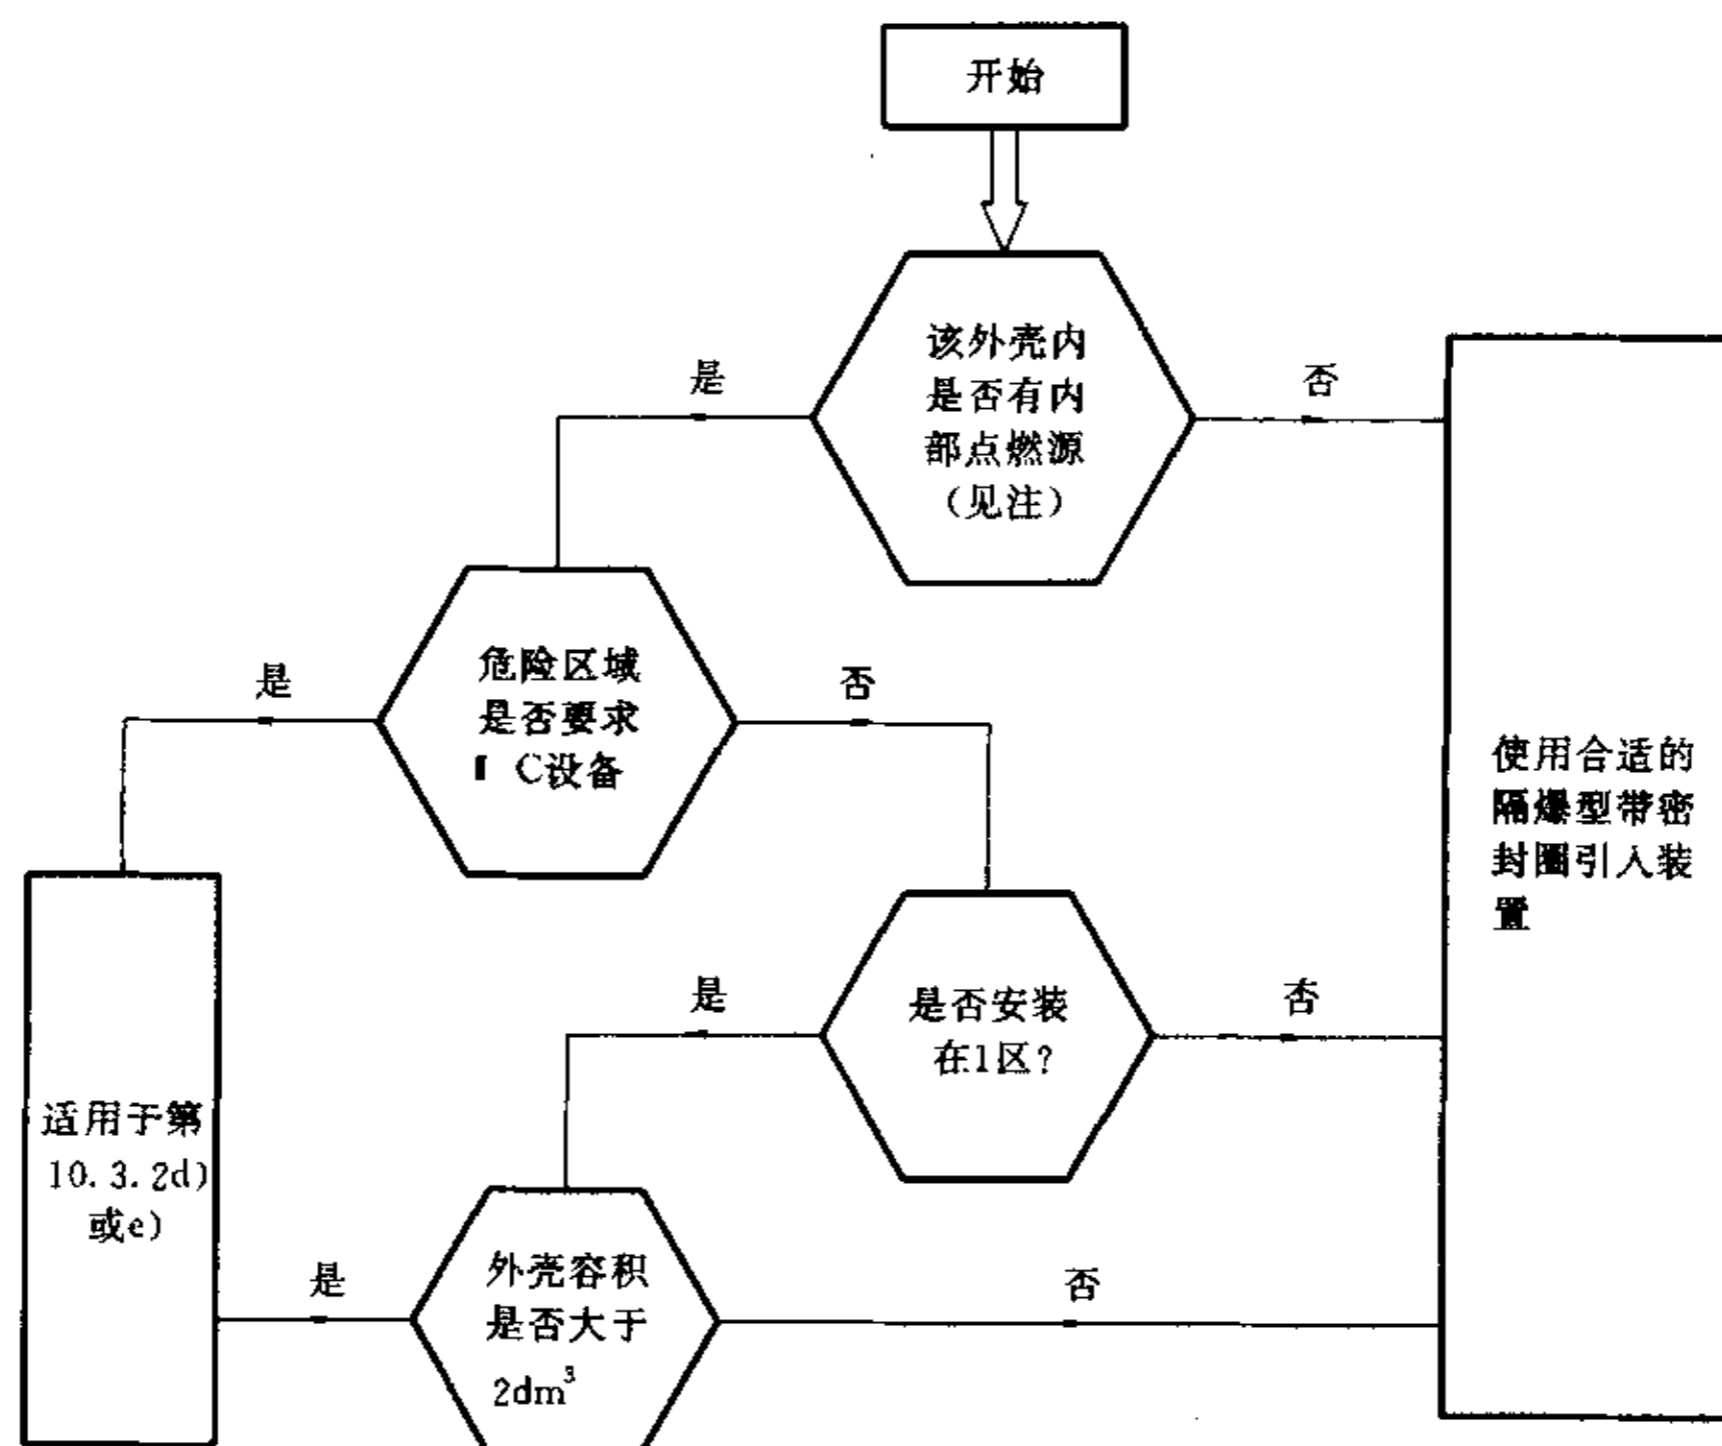 开始
该外壳内
是否有内
部点燃源
(见注)
是
否
危险区域
是否要求
C设备
是
否
使用合适的
隔爆型带密
封圈引入装
置
是否安装
在1区?
是
否
适用于第
10.3.2d)
或e)
外壳容积
是否大于
2dm³
是
否